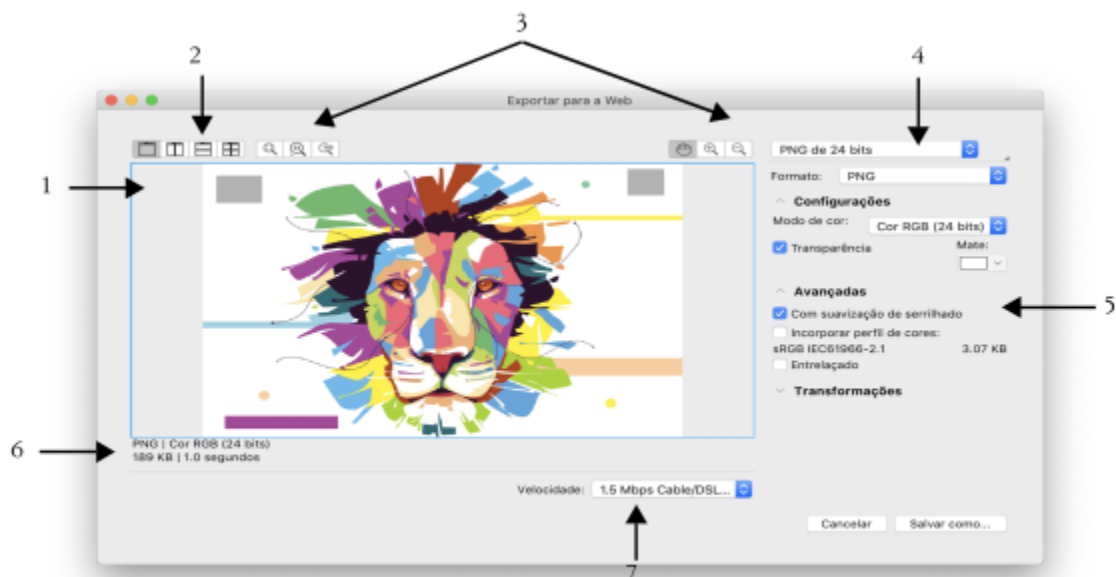 3
2
4
Exportar para a Web
PNG de 24 bits
1
Formato: PNG
Configurações
Modo de cor: Cor RGB (24 bits)
Transparência
Mate:
Avançadas
5
Com suavização de serrilhado
Incorporar perfil de cores:
sRGB IEC61966-2.1 3.07 KB
Entrelaçado
Transformações
6
PNG | Cor RGB (24 bits)
189 KB | 1.0 segundos
Velocidade: 1.5 Mbps Cable/DSL...
Cancelar Salvar como...
7